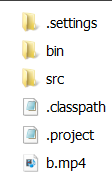 .settings
bin
src
.classpath
.project
b.mp4